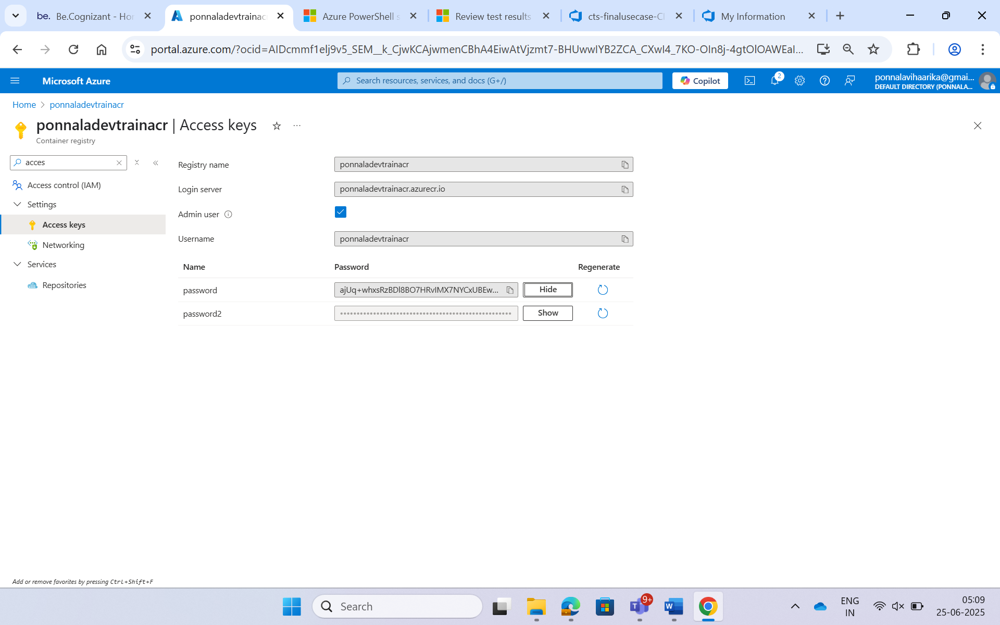 be. Be.Cognizant - Hor
ponnaladevtrainac
Azure PowerShell s
Review test results
cts-finalusecase-CI
My Information
portal.azure.com/?ocid=AIDcmmf1elj9v5_SEM__k_CjwKCAjwmenCBhA4EiwAtVjzmt7-BHUwwIYB2ZCA_CXwI4_7KO-OIn8j-4gtOlOAWEaI...
Microsoft Azure
Search resources, services, and docs (G+/)
Copilot
2
ponnalavihaarika@gmai...
DEFAULT DIRECTORY (PONNALA...
Home > ponnaladevtrainacr
ponnaladevtrainacr | Access keys
Container registry
acces
Access control (IAM)
Settings
Access keys
Networking
Services
Repositories
Registry name
ponnaladevtrainacr
Login server
ponnaladevtrainacr.azurecr.io
Admin user
Username
ponnaladevtrainacr
Name Password Regenerate
password ajUq+whxsRzBDl8BO7HRvIMX7NYCxUBEw... Hide
password2 Show
Add or remove favorites by pressing Ctrl+Shift+F
Search
9+
ENG
IN
05:09
25-06-2025